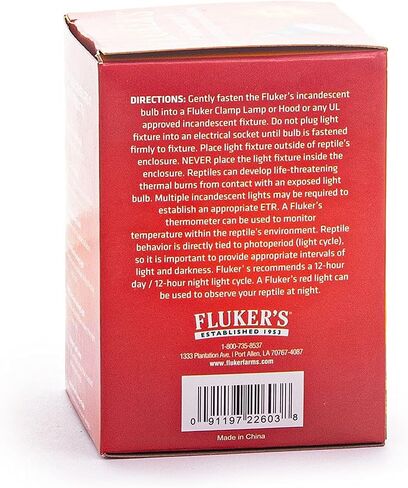 DIRECTIONS: Gently fasten the Fluker's incandescent
bulb into a Fluker Clamp Lamp or Hood or any UL
approved incandescent fixture. Do not plug light
fixture into an electrical socket until bulb is fastened
firmly to fixture. Place light fixture outside of reptile's
enclosure. NEVER place the light fixture inside the
enclosure. Reptiles can develop life-threatening
thermal burns from contact with an exposed light
bulb. Multiple incandescent lights may be required to
establish an appropriate ETR. A Fluker's
thermometer can be used to monitor
temperature within the reptile's environment. Reptile
behavior is directly tied to photoperiod (light cycle),
so it is important to provide appropriate intervals of
light and darkness. Fluker' s recommends a 12-hour
day / 12-hour night light cycle. A Fluker's red light can
be used to observe your reptile at night.
FLUKER'S™
ESTABLISHED 1953
1-800-735-8537
1333 Plantation Ave. | Port Allen, LA 70767-4087
www.flukerfarms.com
0 91197 22603 8
Made in China